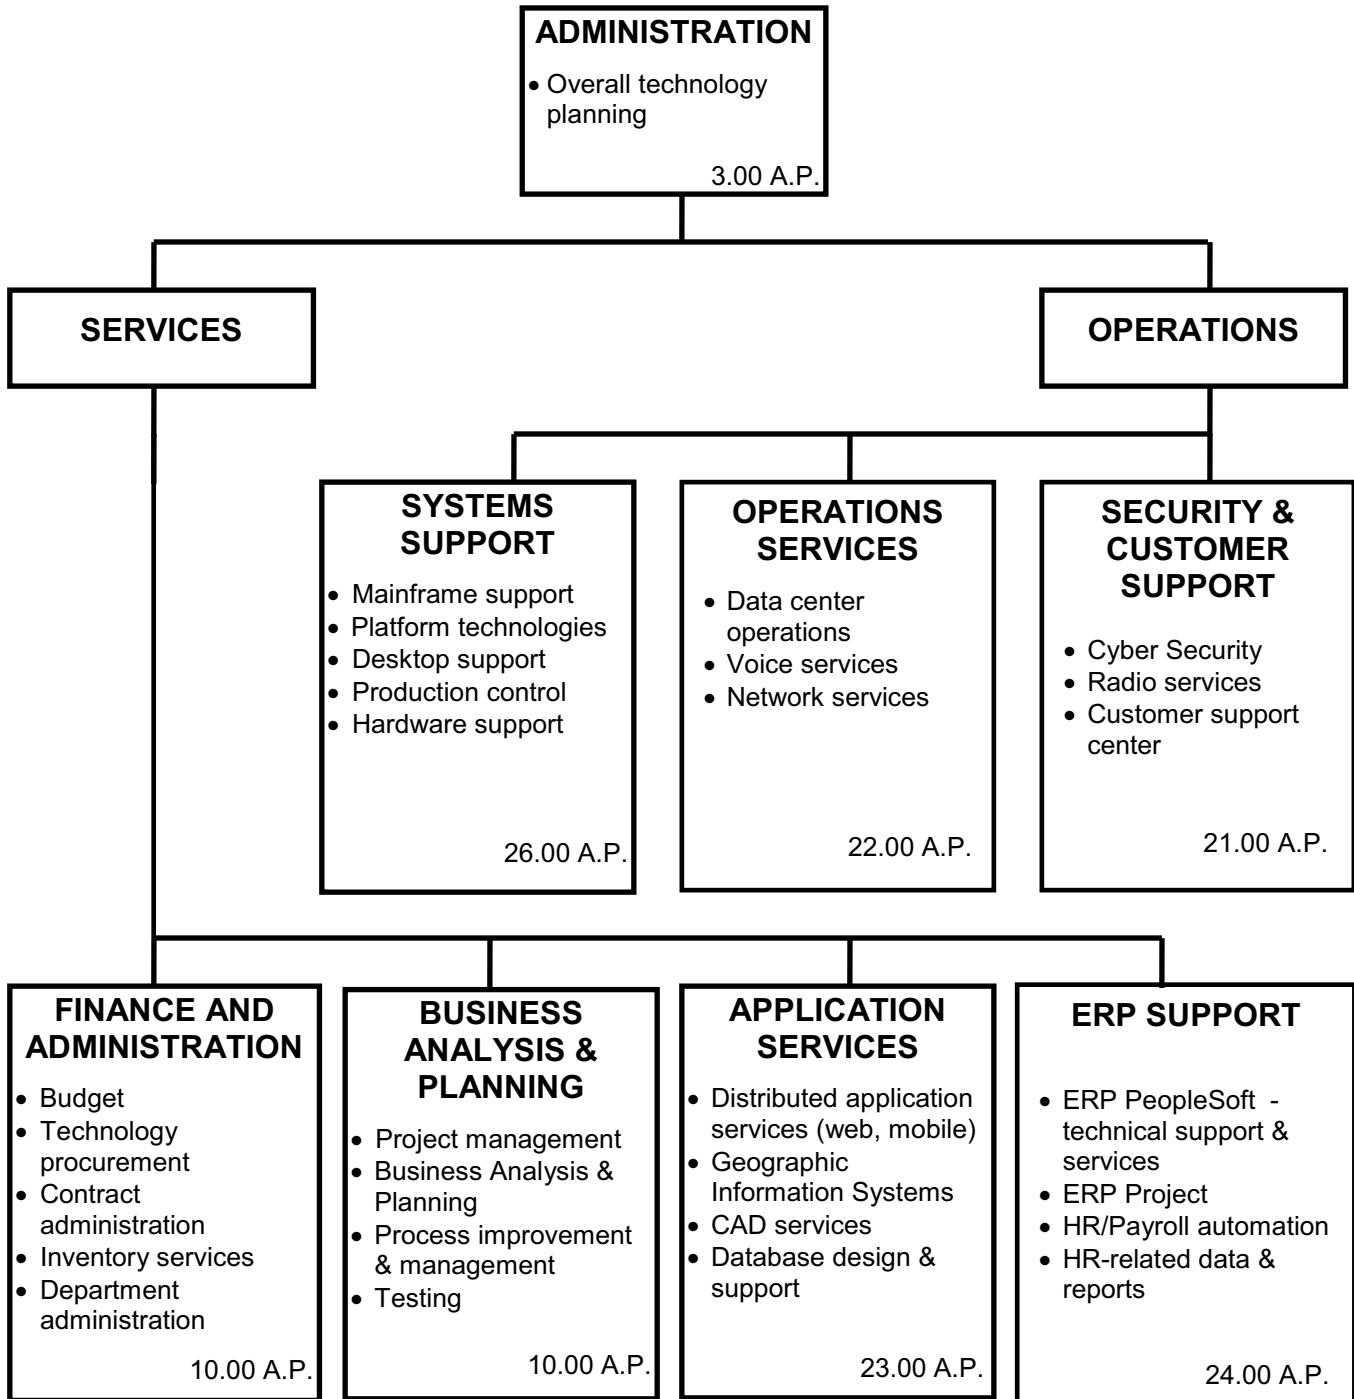 ADMINISTRATION
• Overall technology
planning
3.00 A.P.
SERVICES
OPERATIONS
SYSTEMS
SUPPORT
• Mainframe support
• Platform technologies
• Desktop support
• Production control
• Hardware support
26.00 A.P.
OPERATIONS
SERVICES
• Data center
operations
• Voice services
• Network services
22.00 A.P.
SECURITY &
CUSTOMER
SUPPORT
• Cyber Security
• Radio services
• Customer support
center
21.00 A.P.
FINANCE AND
ADMINISTRATION
• Budget
• Technology
procurement
• Contract
administration
• Inventory services
• Department
administration
10.00 A.P.
BUSINESS
ANALYSIS &
PLANNING
• Project management
• Business Analysis &
Planning
• Process improvement
& management
• Testing
10.00 A.P.
APPLICATION
SERVICES
• Distributed application
services (web, mobile)
• Geographic
Information Systems
• CAD services
• Database design &
support
23.00 A.P.
ERP SUPPORT
• ERP PeopleSoft -
technical support &
services
• ERP Project
• HR/Payroll automation
• HR-related data &
reports
24.00 A.P.